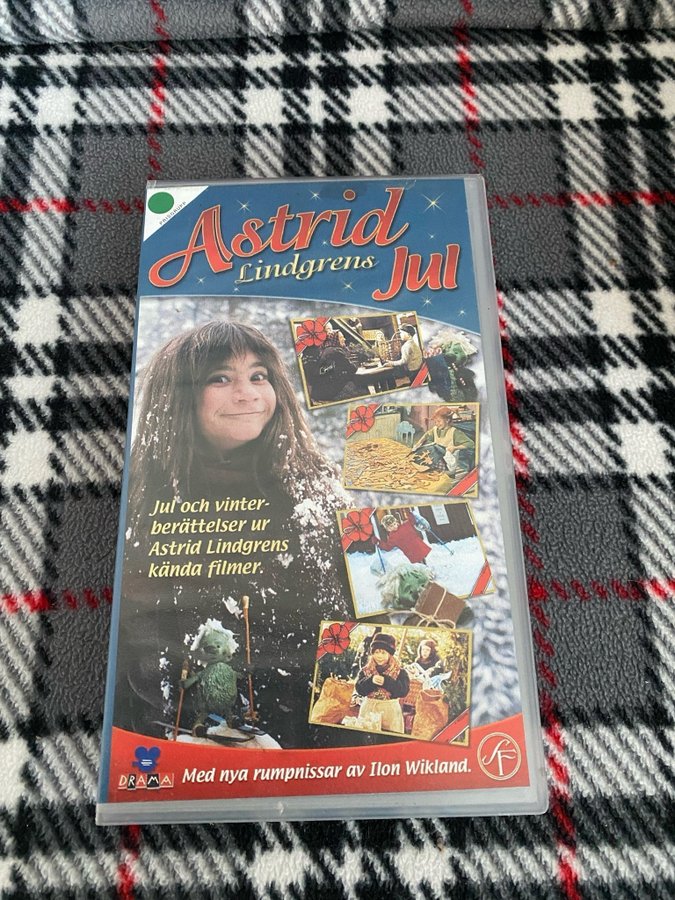 Astrid
Lindgrens
Jul
Jul och vinter-
berättelser ur
Astrid Lindgrens
kända filmer.
DRAMA
Med nya rumpnissar av Ilon Wikland.
SF